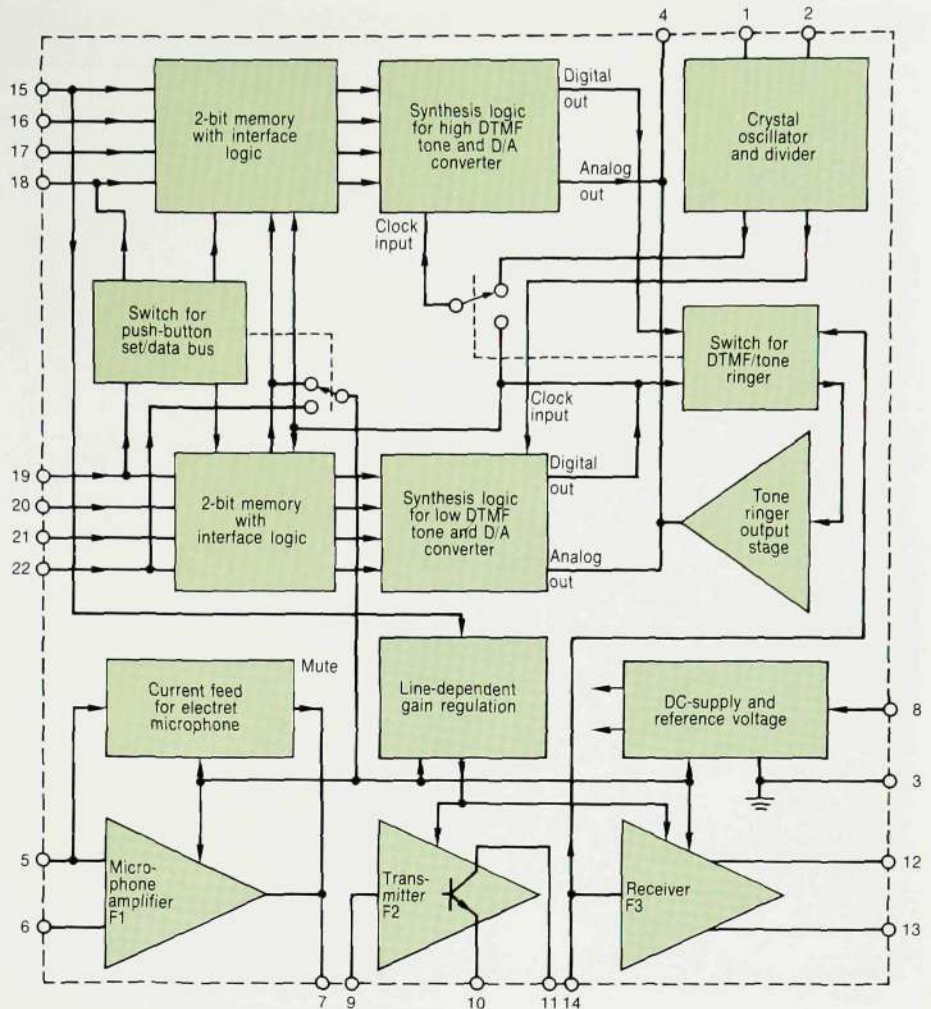 4
1
2
15
16
17
18
2-bit memory
with interface
logic
Synthesis logic
for high DTMF
tone and D/A
converter
Digital
out
Analog
out
Clock
input
Crystal
oscillator
and divider
Switch for
push-button
set/data bus
Switch for
DTMF/tone
ringer
Clock
input
19
20
21
22
2-bit memory
with
interface logic
Synthesis logic
for low DTMF
tone and D/A
converter
Digital
out
Analog
out
Tone
ringer
output
stage
Current feed
for electret
microphone
Mute
Line-dependent
gain regulation
DC-supply and
reference voltage
8
3
5
6
Micro-
phone
amplifier
F1
Trans-
mitter
F2
Receiver
F3
12
13
7
9
10
11
14